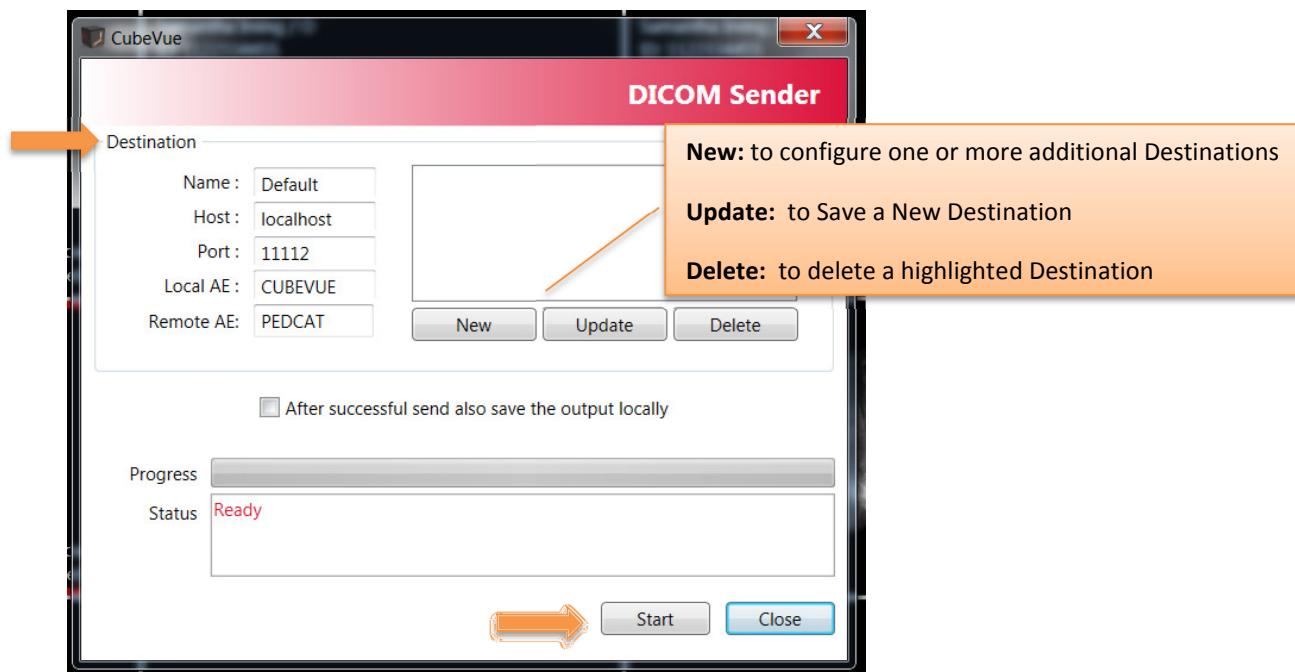 CubeVue
DICOM Sender
Destination
Name : Default
Host : localhost
Port : 11112
Local AE : CUBEVUE
Remote AE: PEDCAT
New Update Delete
New: to configure one or more additional Destinations
Update: to Save a New Destination
Delete: to delete a highlighted Destination
After successful send also save the output locally
Progress
Status Ready
Start Close